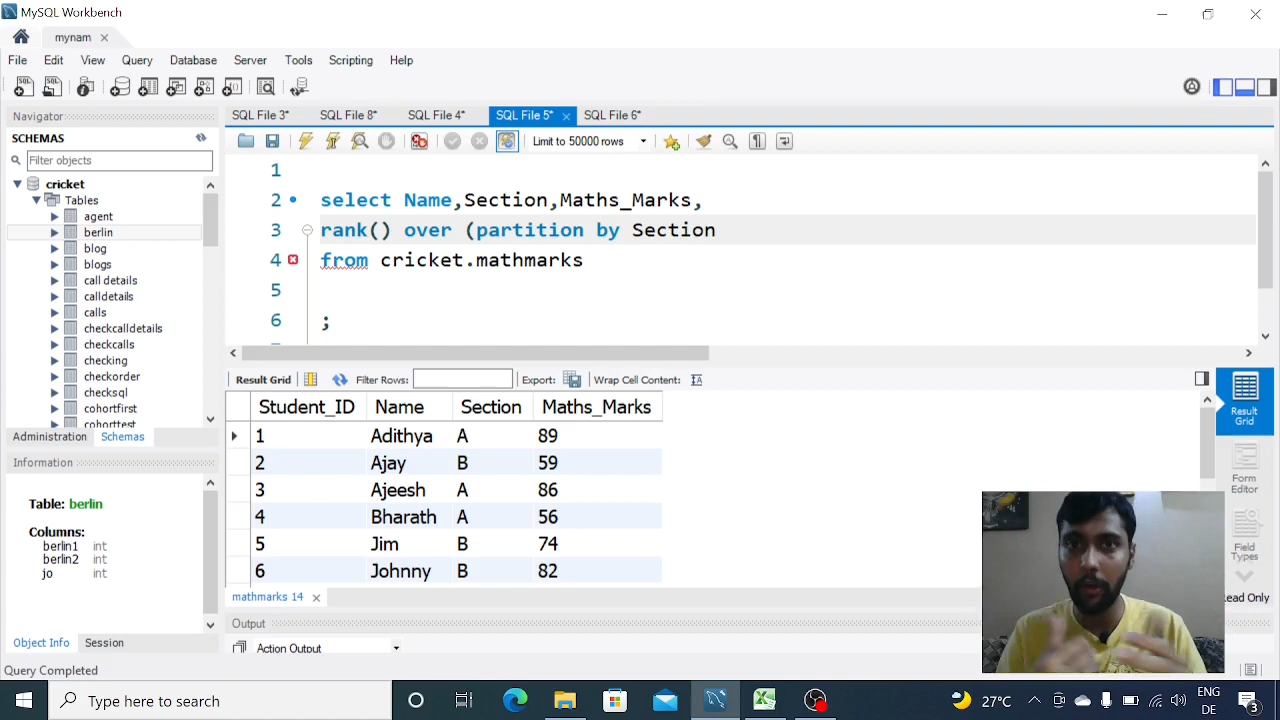 MySQL Workbench
mynam
File Edit View Query Database Server Tools Scripting Help
Navigator
SCHEMAS
Filter objects
cricket
Tables
agent
berlin
blog
blogs
call details
calldetails
calls
checkcalldetails
checkcalls
checking
checkorder
checksql
cohortfirst
cohorttest
Administration Schemas
Information
Table: berlin
Columns:
berlin1 int
berlin2 int
jo int
Object Info Session
Query Completed
SQL File 3* SQL File 8* SQL File 4* SQL File 5* SQL File 6*
Limit to 50000 rows
1
2 select Name,Section,Maths_Marks,
3 rank() over (partition by Section
4 from cricket.mathmarks
5
6 ;
Result Grid Filter Rows: Export: Wrap Cell Content:
Student_ID Name Section Maths_Marks
1 Adithya A 89
2 Ajay B 59
3 Ajeesh A 86
4 Bharath A 56
5 Jim B 74
6 Johnny B 82
mathmarks 14
Output
Action Output
Result
Grid
Form
Editor
Field
Types
ead Only
Type here to search
27°C
ENG
DEV
3